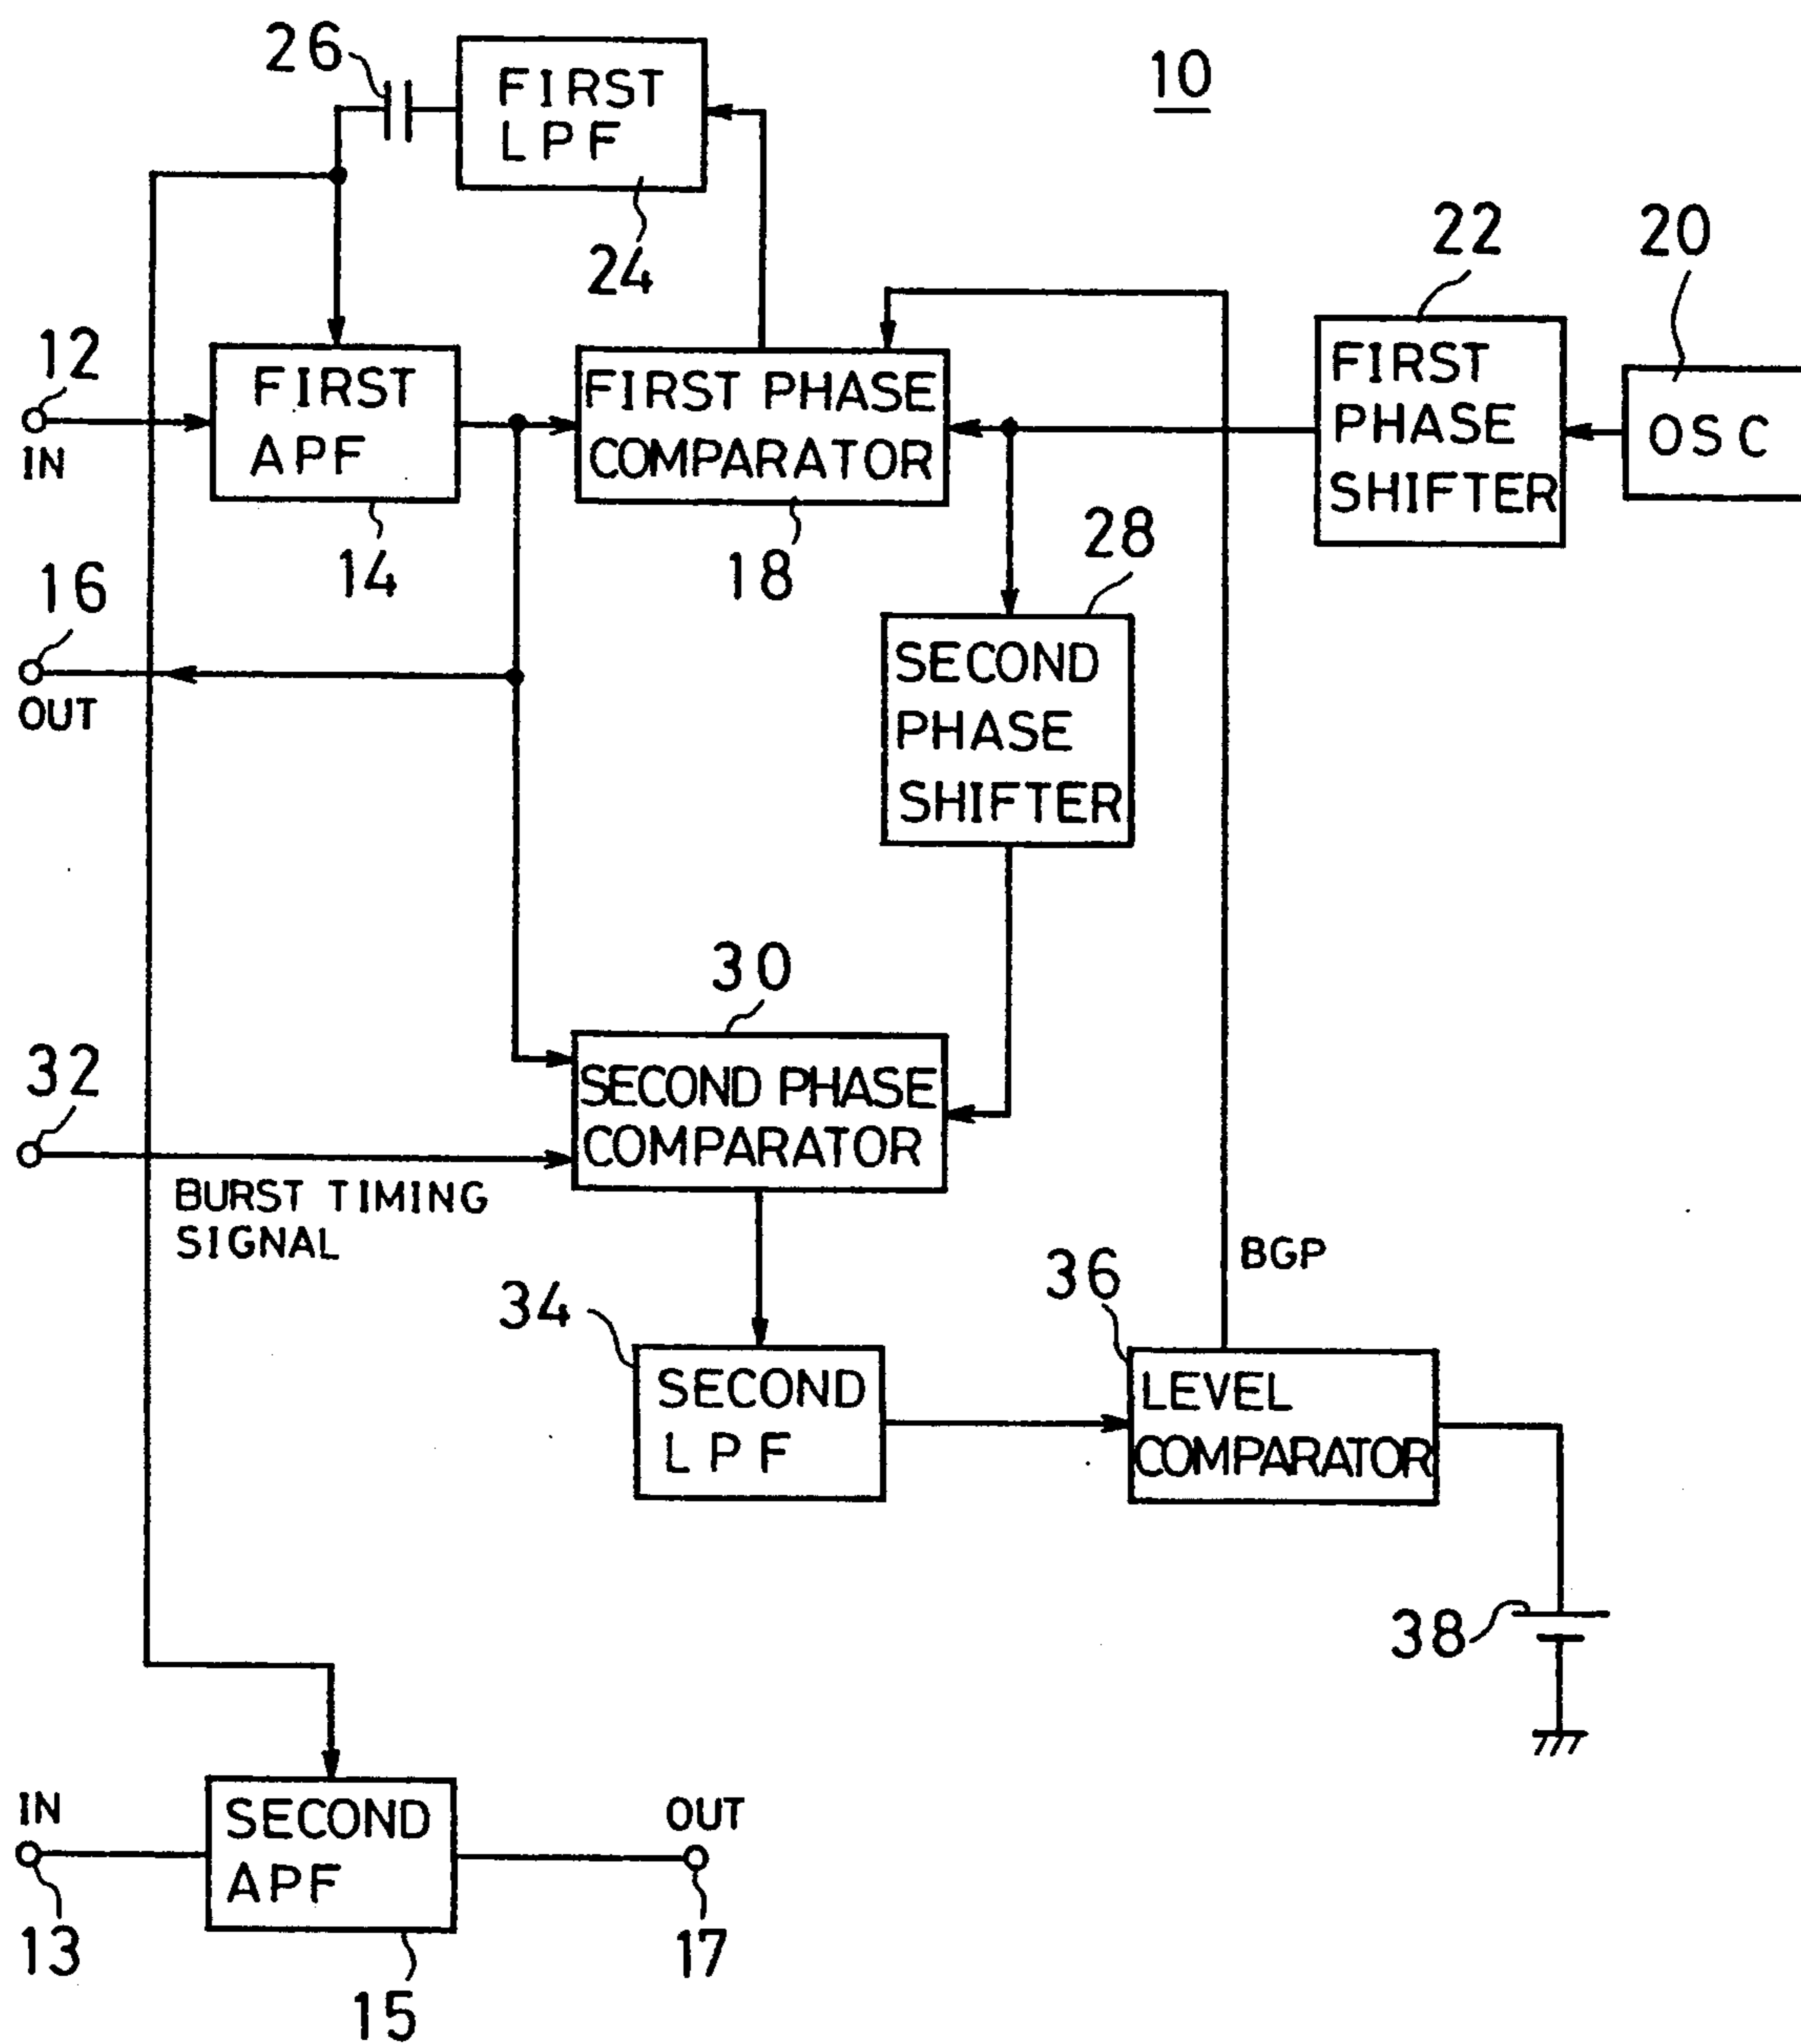 26
FIRST
LPF
10
24
22
20
12
IN
FIRST
APF
14
FIRST PHASE
COMPARATOR
18
FIRST
PHASE
SHIFTER
OSC
16
OUT
28
SECOND
PHASE
SHIFTER
30
32
SECOND PHASE
COMPARATOR
BURST TIMING
SIGNAL
BGP
34
36
SECOND
LPF
LEVEL
COMPARATOR
38
IN
13
SECOND
APF
15
OUT
17